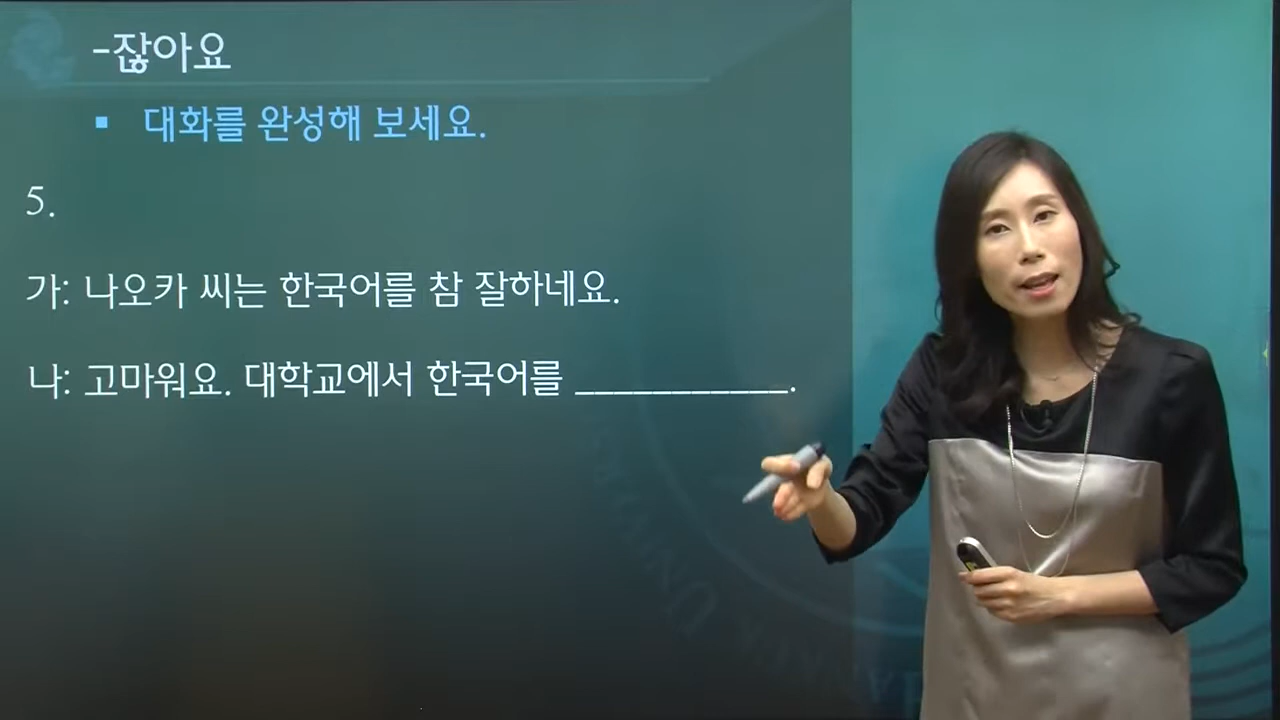 -잖아요
▪ 대화를 완성해 보세요.
5.
가: 나오카 씨는 한국어를 참 잘하네요.
나: 고마워요. 대학교에서 한국어를 ___________.